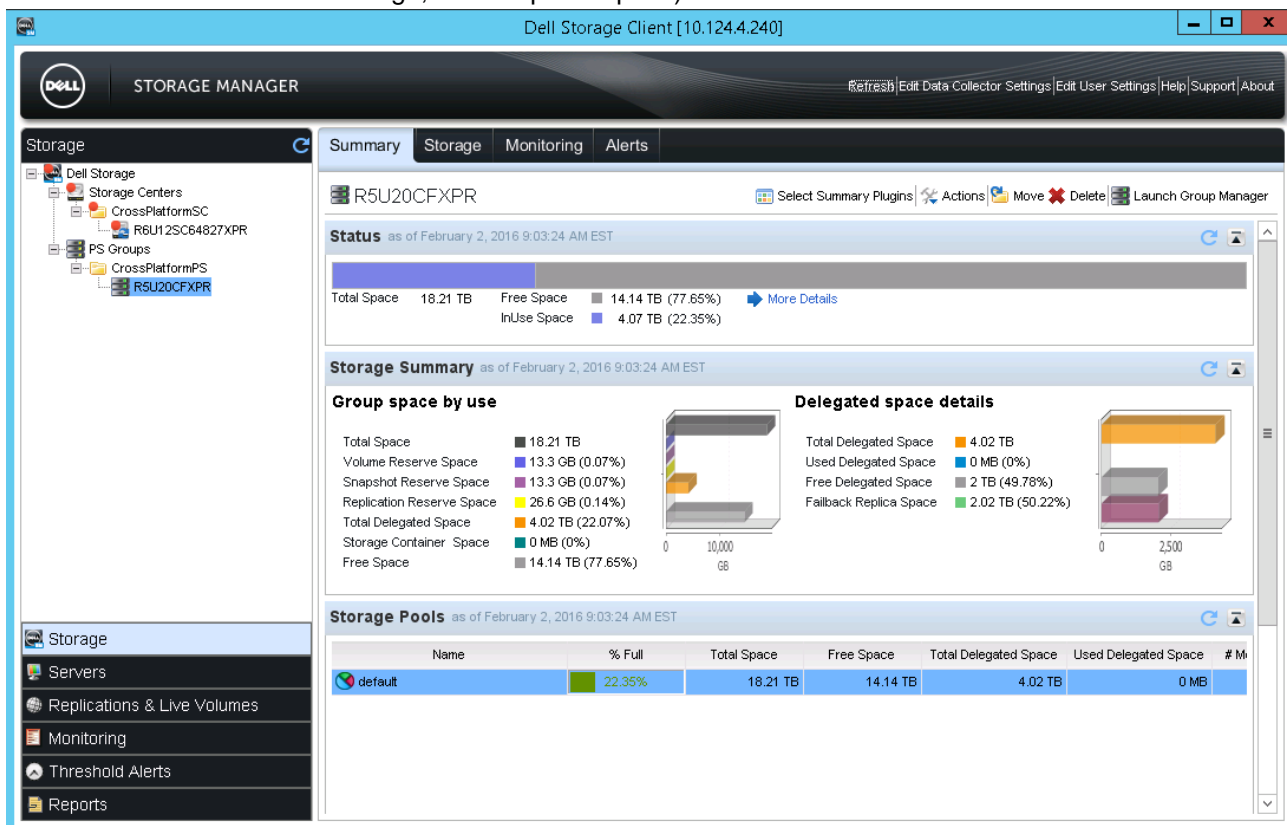 Dell Storage Client [10.124.4.240]
DELL STORAGE MANAGER
Refresh|Edit Data Collector Settings|Edit User Settings|Help|Support|About
Storage
Dell Storage
Storage Centers
CrossPlatformSC
R6U12SC64827XPR
PS Groups
CrossPlatformPS
R5U20CFXPR
Storage
Servers
Replications & Live Volumes
Monitoring
Threshold Alerts
Reports
Summary Storage Monitoring Alerts
R5U20CFXPR
Select Summary Plugins Actions Move Delete Launch Group Manager
Status as of February 2, 2016 9:03:24 AM EST
Total Space 18.21 TB Free Space 14.14 TB (77.65%) More Details
InUse Space 4.07 TB (22.35%)
Storage Summary as of February 2, 2016 9:03:24 AM EST
Group space by use
Total Space 18.21 TB
Volume Reserve Space 13.3 GB (0.07%)
Snapshot Reserve Space 13.3 GB (0.07%)
Replication Reserve Space 26.6 GB (0.14%)
Total Delegated Space 4.02 TB (22.07%)
Storage Container Space 0 MB (0%)
Free Space 14.14 TB (77.65%)
0 10,000
GB
Delegated space details
Total Delegated Space 4.02 TB
Used Delegated Space 0 MB (0%)
Free Delegated Space 2 TB (49.78%)
Failback Replica Space 2.02 TB (50.22%)
0 2,500
GB
Storage Pools as of February 2, 2016 9:03:24 AM EST
Name % Full Total Space Free Space Total Delegated Space Used Delegated Space
default 22.35% 18.21 TB 14.14 TB 4.02 TB 0 MB